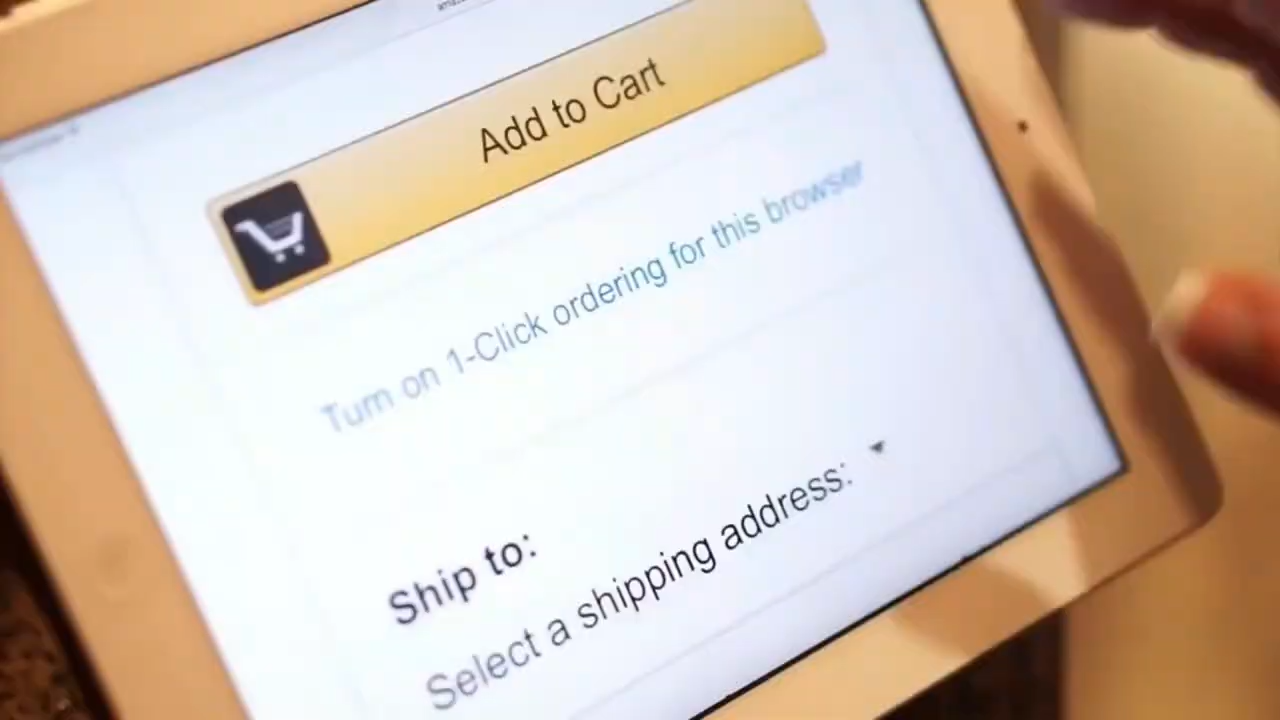 Add to Cart
Turn on 1-Click ordering for this browser
Ship to:
Select a shipping address: